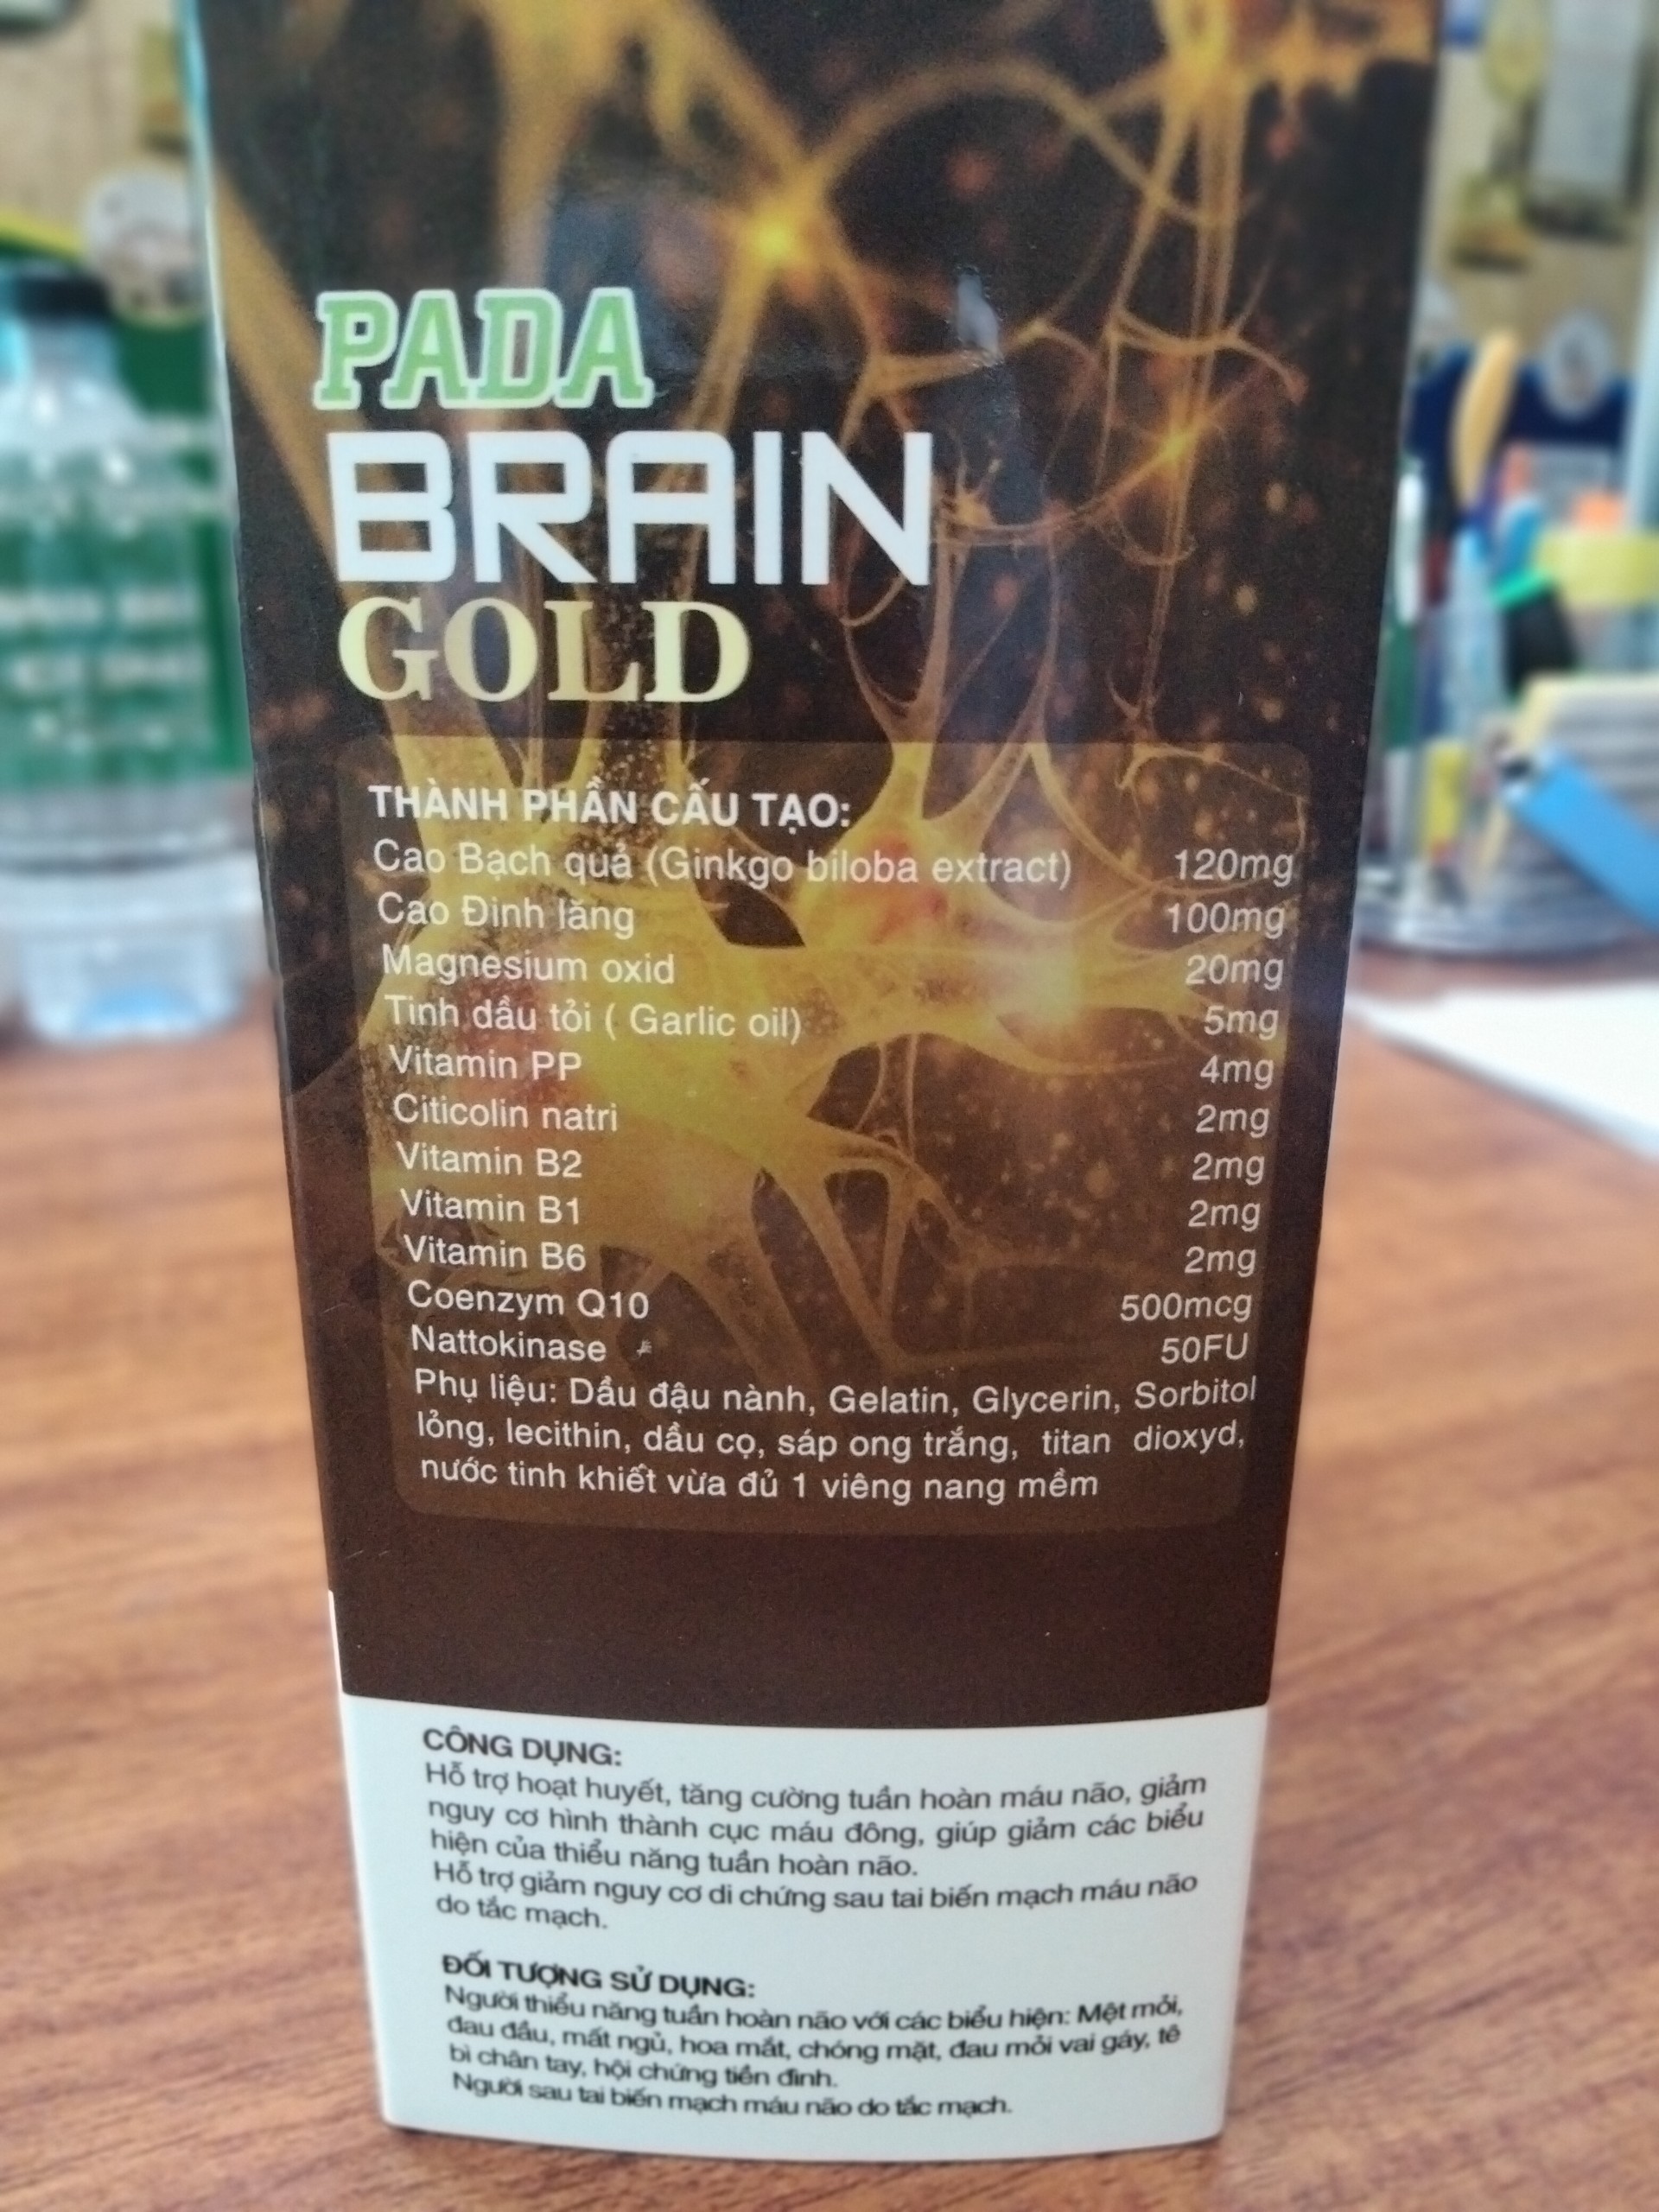 PADA
BRAIN
GOLD
THÀNH PHẦN CẤU TẠO:
Cao Bạch quả (Ginkgo biloba extract) 120mg
Cao Đinh lăng 100mg
Magnesium oxid 20mg
Tinh dầu tỏi ( Garlic oil) 5mg
Vitamin PP 4mg
Citicolin natri 2mg
Vitamin B2 2mg
Vitamin B1 2mg
Vitamin B6 2mg
Coenzym Q10 500mcg
Nattokinase 50FU
Phụ liệu: Dầu đậu nành, Gelatin, Glycerin, Sorbitol
lỏng, lecithin, dầu cọ, sáp ong trắng, titan dioxyd,
nước tinh khiết vừa đủ 1 viêng nang mềm
CÔNG DỤNG:
Hỗ trợ hoạt huyết, tăng cường tuần hoàn máu não, giảm
nguy cơ hình thành cục máu đông, giúp giảm các biểu
hiện của thiểu năng tuần hoàn não.
Hỗ trợ giảm nguy cơ di chứng sau tai biến mạch máu não
do tắc mạch.
ĐỐI TƯỢNG SỬ DỤNG:
Người thiểu năng tuần hoàn não với các biểu hiện: Mệt mỏi,
đau đầu, mất ngủ, hoa mắt, chóng mặt, đau mỏi vai gáy, tê
bì chân tay, hội chứng tiền đình.
Người sau tai biến mạch máu não do tắc mạch.